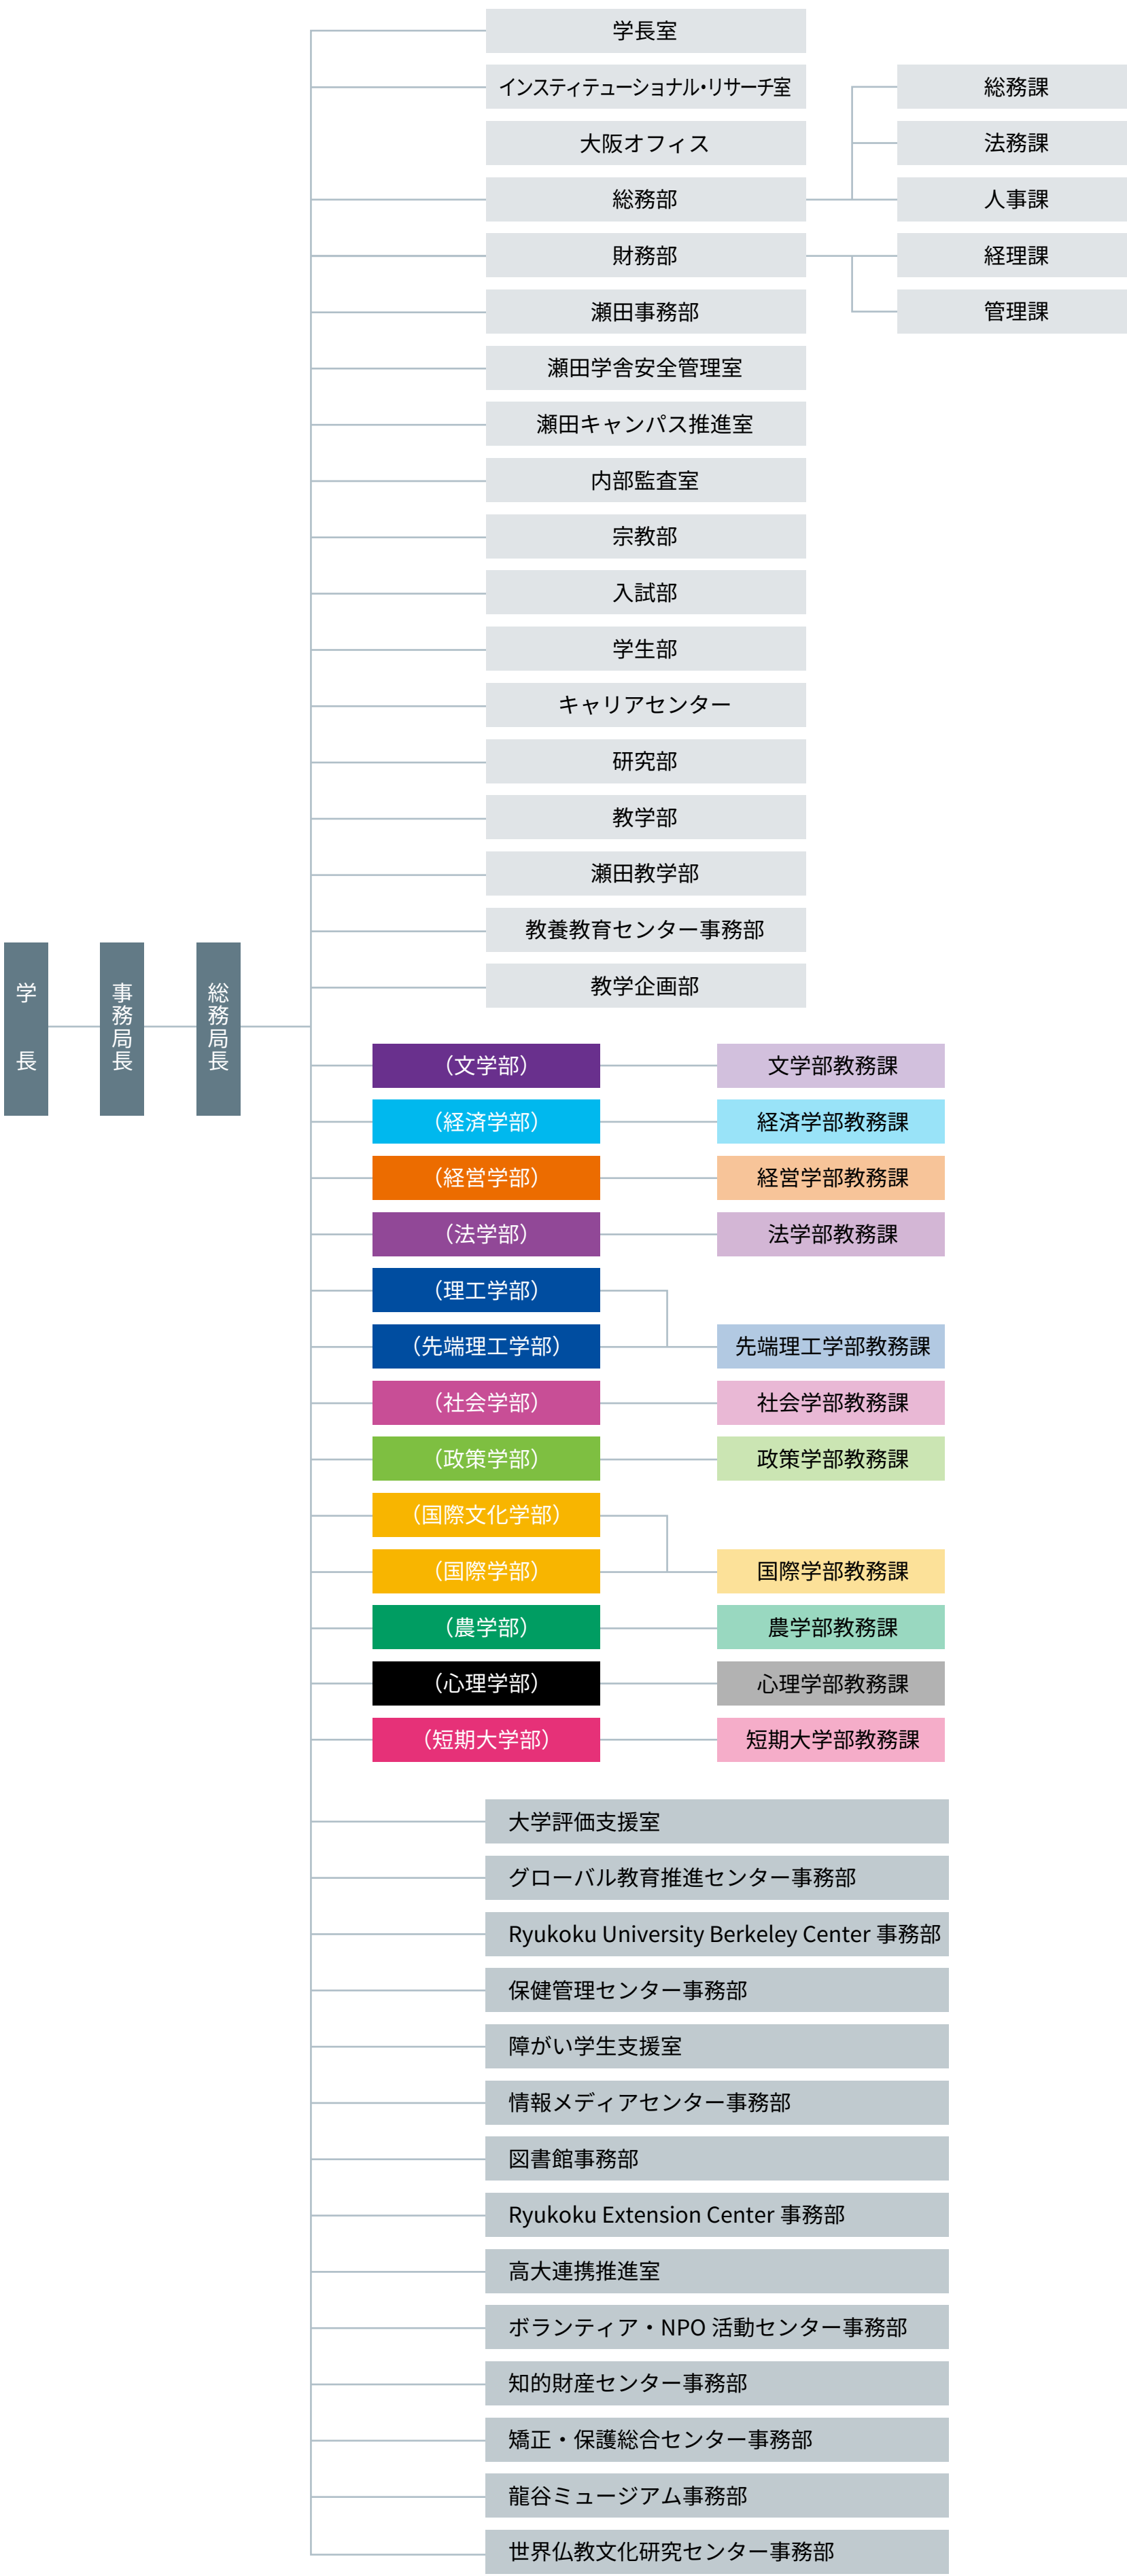 学長
事務局長
総務局長
学長室
インスティテューショナル・リサーチ室
大阪オフィス
総務部
総務課
法務課
人事課
財務部
経理課
管理課
瀬田事務部
瀬田学舎安全管理室
瀬田キャンパス推進室
内部監査室
宗教部
入試部
学生部
キャリアセンター
研究部
教学部
瀬田教学部
教養教育センター事務部
教学企画部
（文学部）
文学部教務課
（経済学部）
経済学部教務課
（経営学部）
経営学部教務課
（法学部）
法学部教務課
（理工学部）
（先端理工学部）
先端理工学部教務課
（社会学部）
社会学部教務課
（政策学部）
政策学部教務課
（国際文化学部）
（国際学部）
国際学部教務課
（農学部）
農学部教務課
（心理学部）
心理学部教務課
（短期大学部）
短期大学部教務課
大学評価支援室
グローバル教育推進センター事務部
Ryukoku University Berkeley Center 事務部
保健管理センター事務部
障がい学生支援室
情報メディアセンター事務部
図書館事務部
Ryukoku Extension Center 事務部
高大連携推進室
ボランティア・NPO 活動センター事務部
知的財産センター事務部
矯正・保護総合センター事務部
龍谷ミュージアム事務部
世界仏教文化研究センター事務部